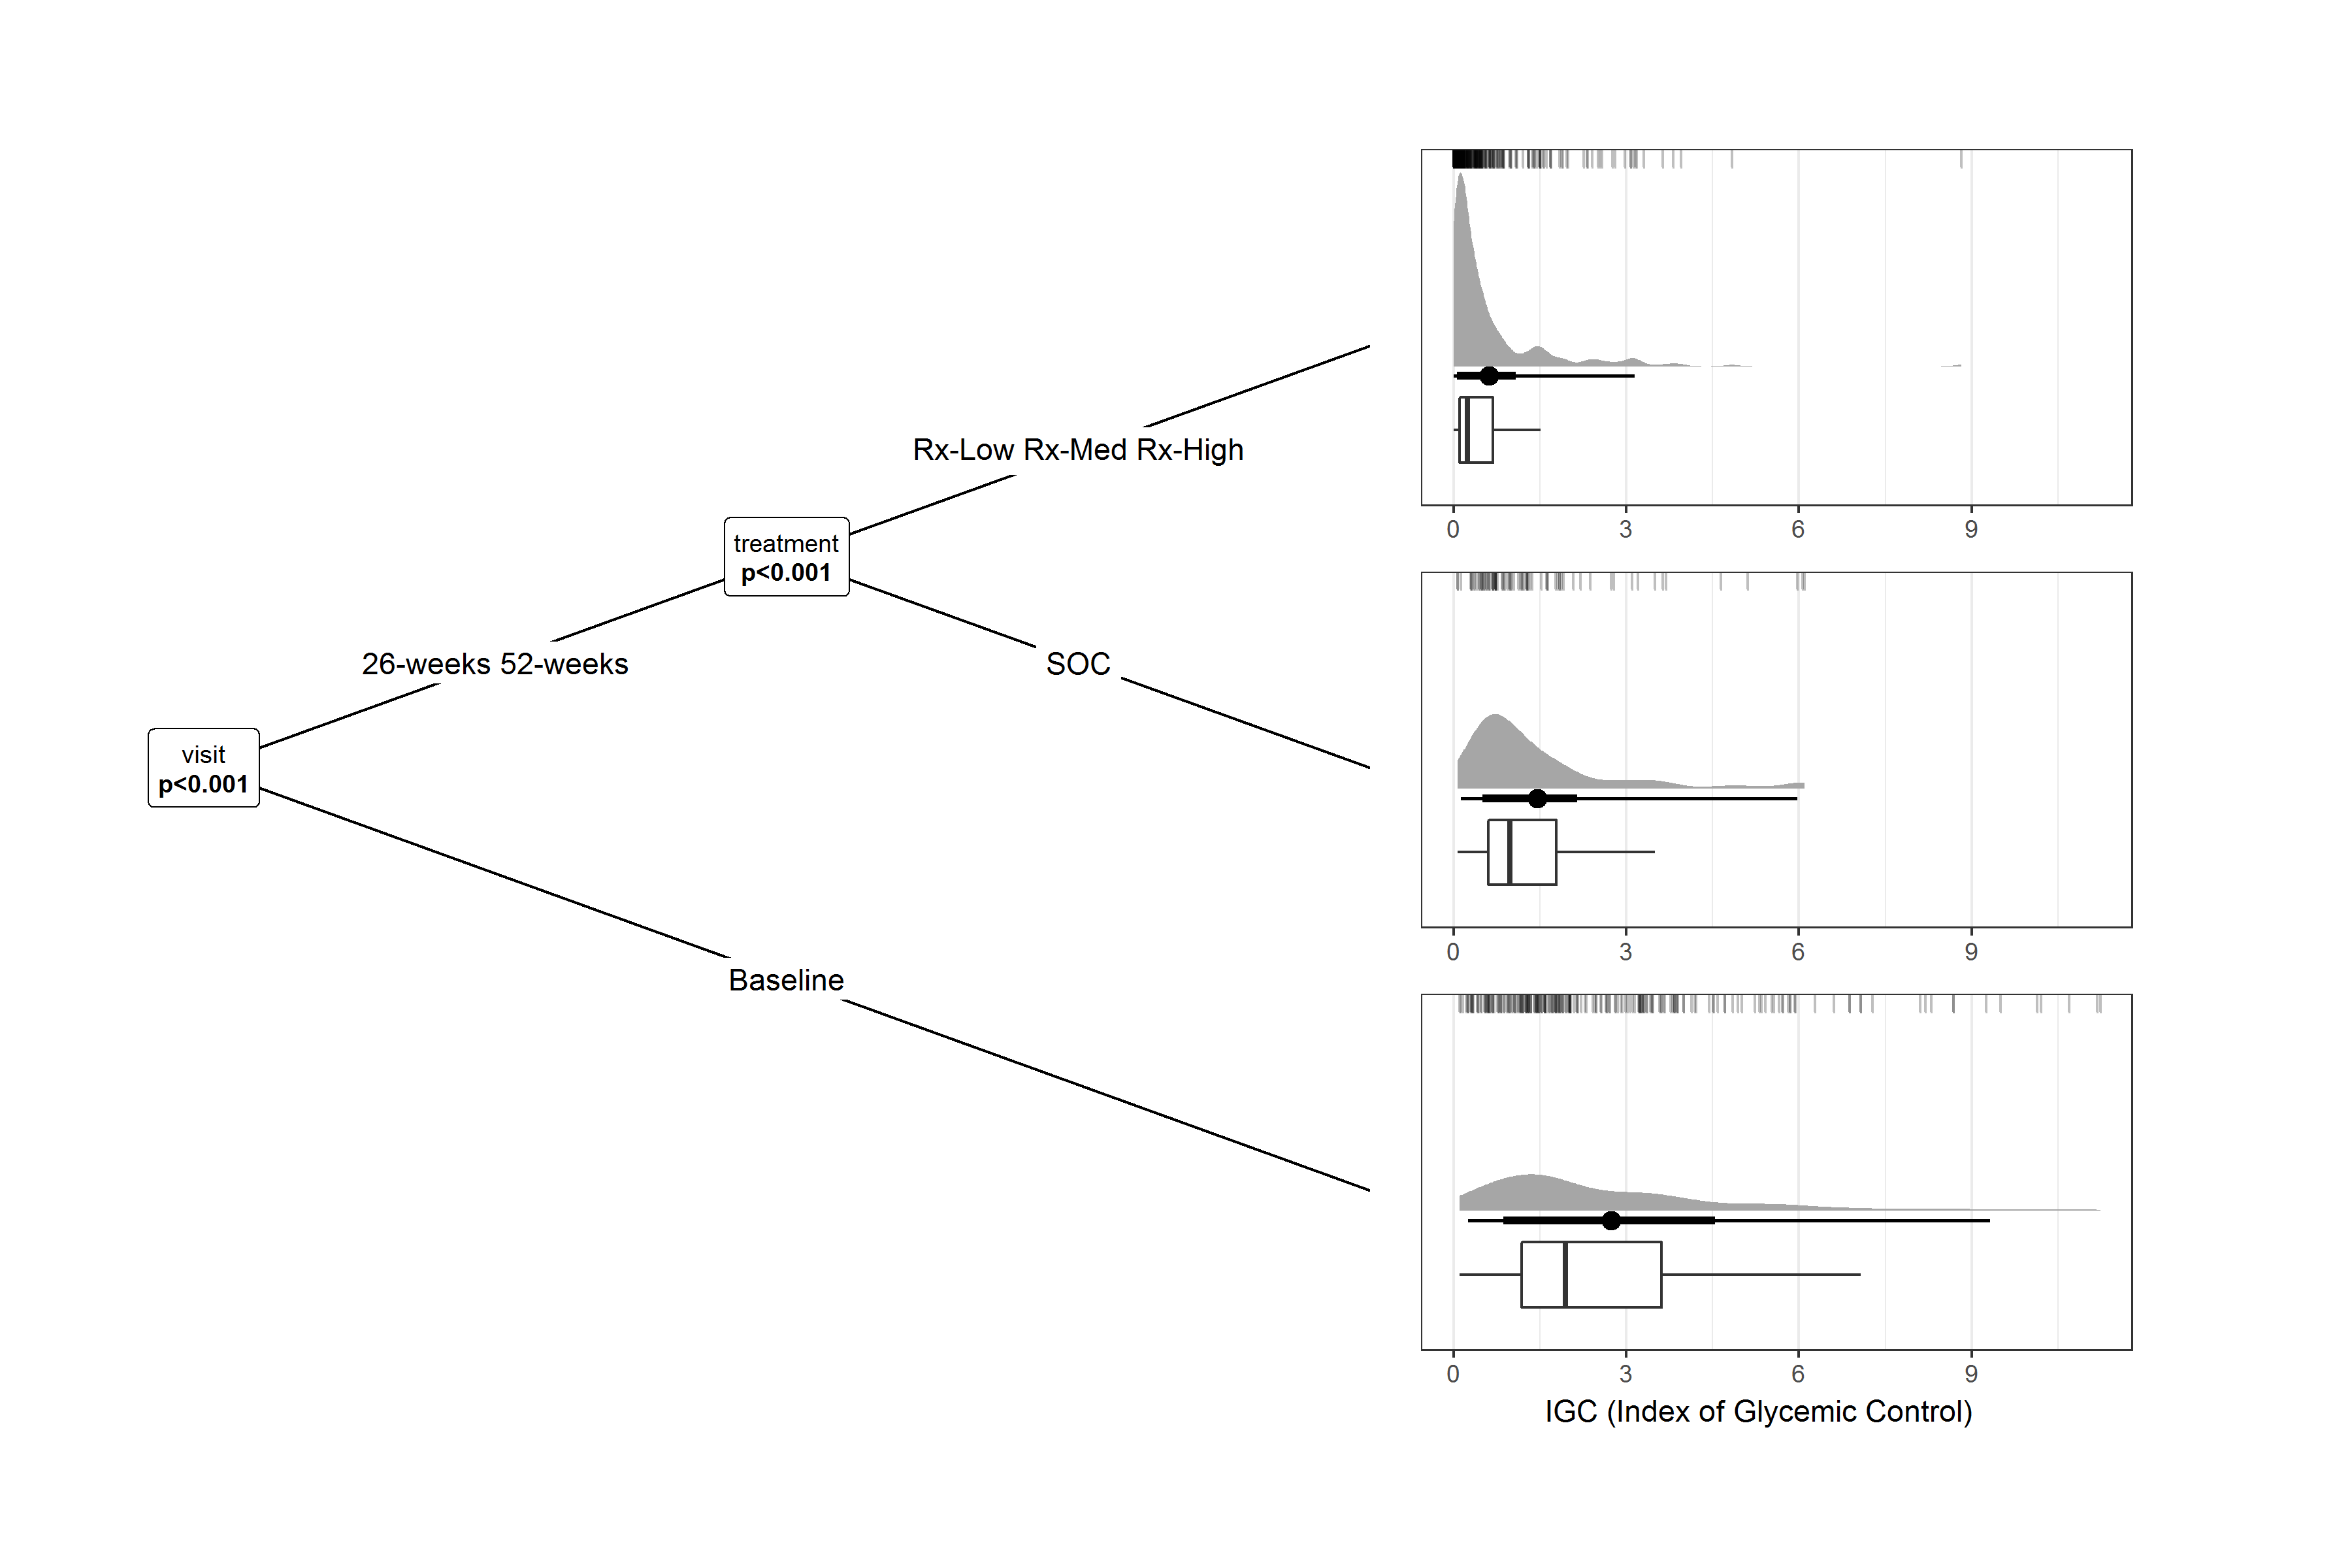 0 3 6 9
Rx-Low Rx-Med Rx-High
treatment
p<0.001
26-weeks 52-weeks
SOC
visit
p<0.001
0 3 6 9
Baseline
0 3 6 9
IGC (Index of Glycemic Control)